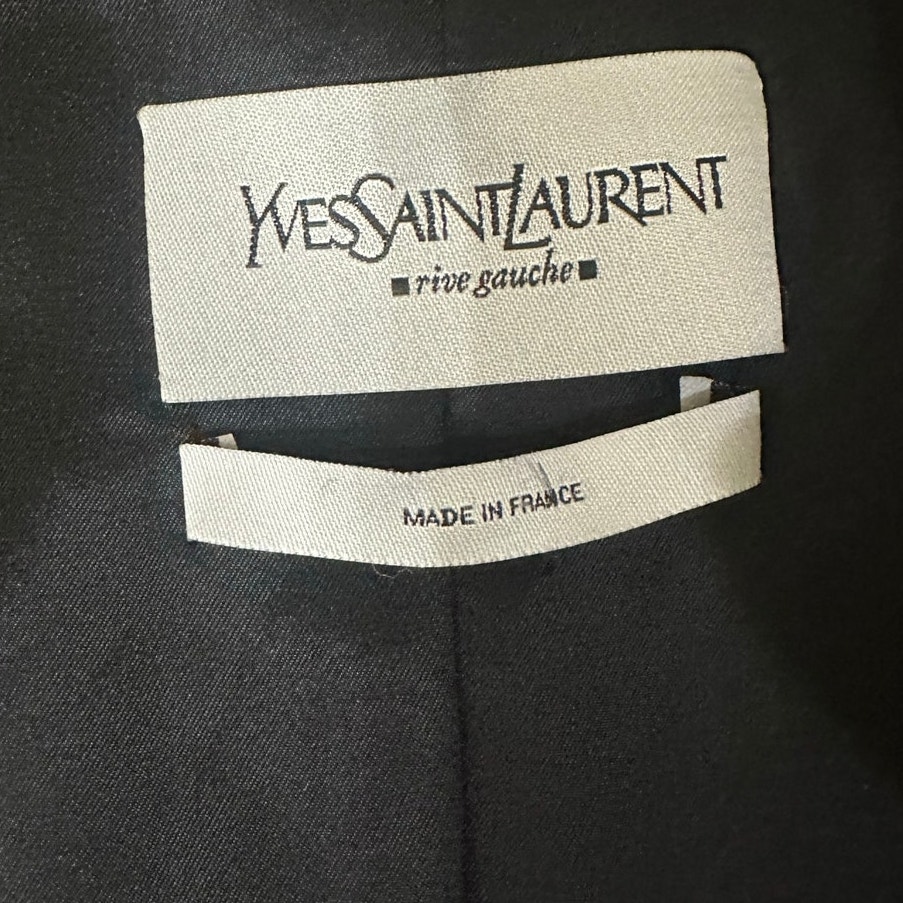 YVESSAINTLAURENT
rive gauche
MADE IN FRANCE